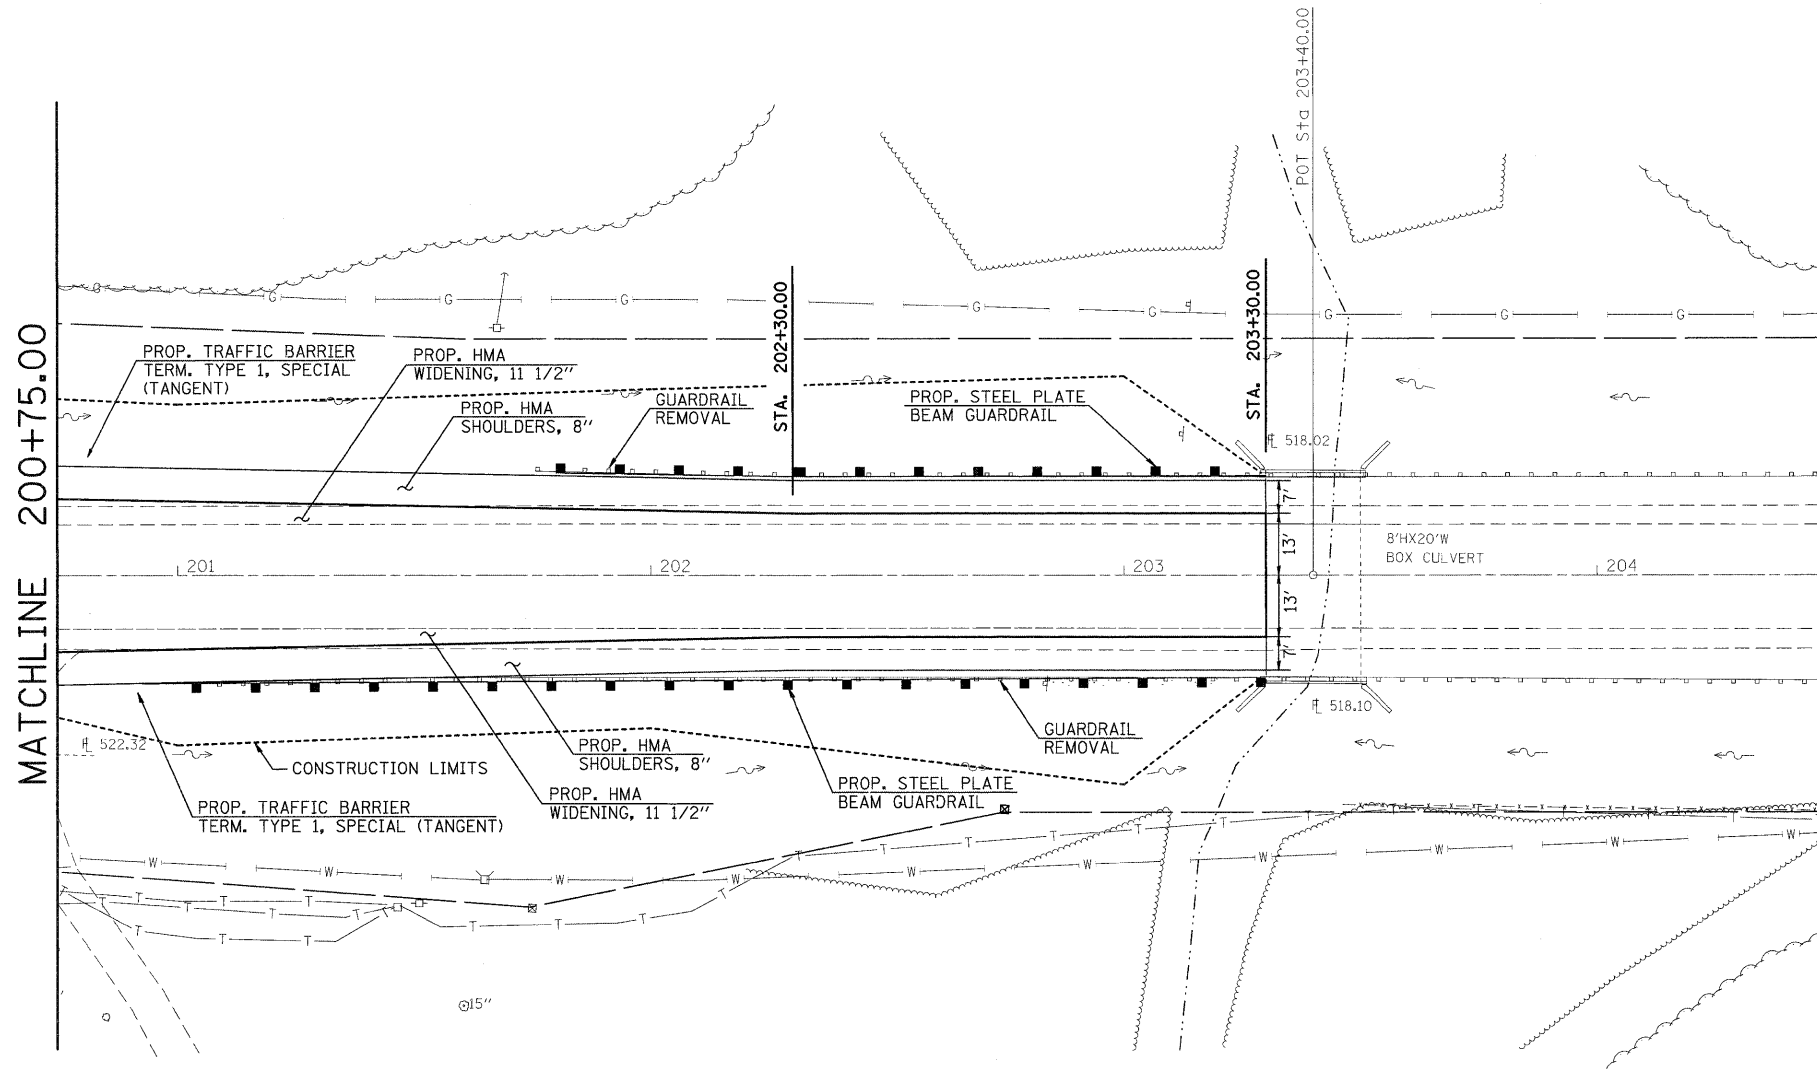 MATCHLINE 200+75.00
POT Sta 203+40.00
G G G G G G G G G
STA. 202+30.00
STA. 203+30.00
PROP. TRAFFIC BARRIER
TERM. TYPE 1, SPECIAL
(TANGENT)
PROP. HMA
WIDENING, 11 1/2"
PROP. HMA
SHOULDERS, 8"
GUARDRAIL
REMOVAL
PROP. STEEL PLATE
BEAM GUARDRAIL
FL 518.02
7'
13'
13'
7'
8'HX20'W
BOX CULVERT
201
202
203
204
FL 518.10
FL 522.32
CONSTRUCTION LIMITS
PROP. TRAFFIC BARRIER
TERM. TYPE 1, SPECIAL (TANGENT)
PROP. HMA
SHOULDERS, 8"
PROP. HMA
WIDENING, 11 1/2"
PROP. STEEL PLATE
BEAM GUARDRAIL
GUARDRAIL
REMOVAL
W W W W W W W W W W
T T T T T T T T T T T T T T T
15"